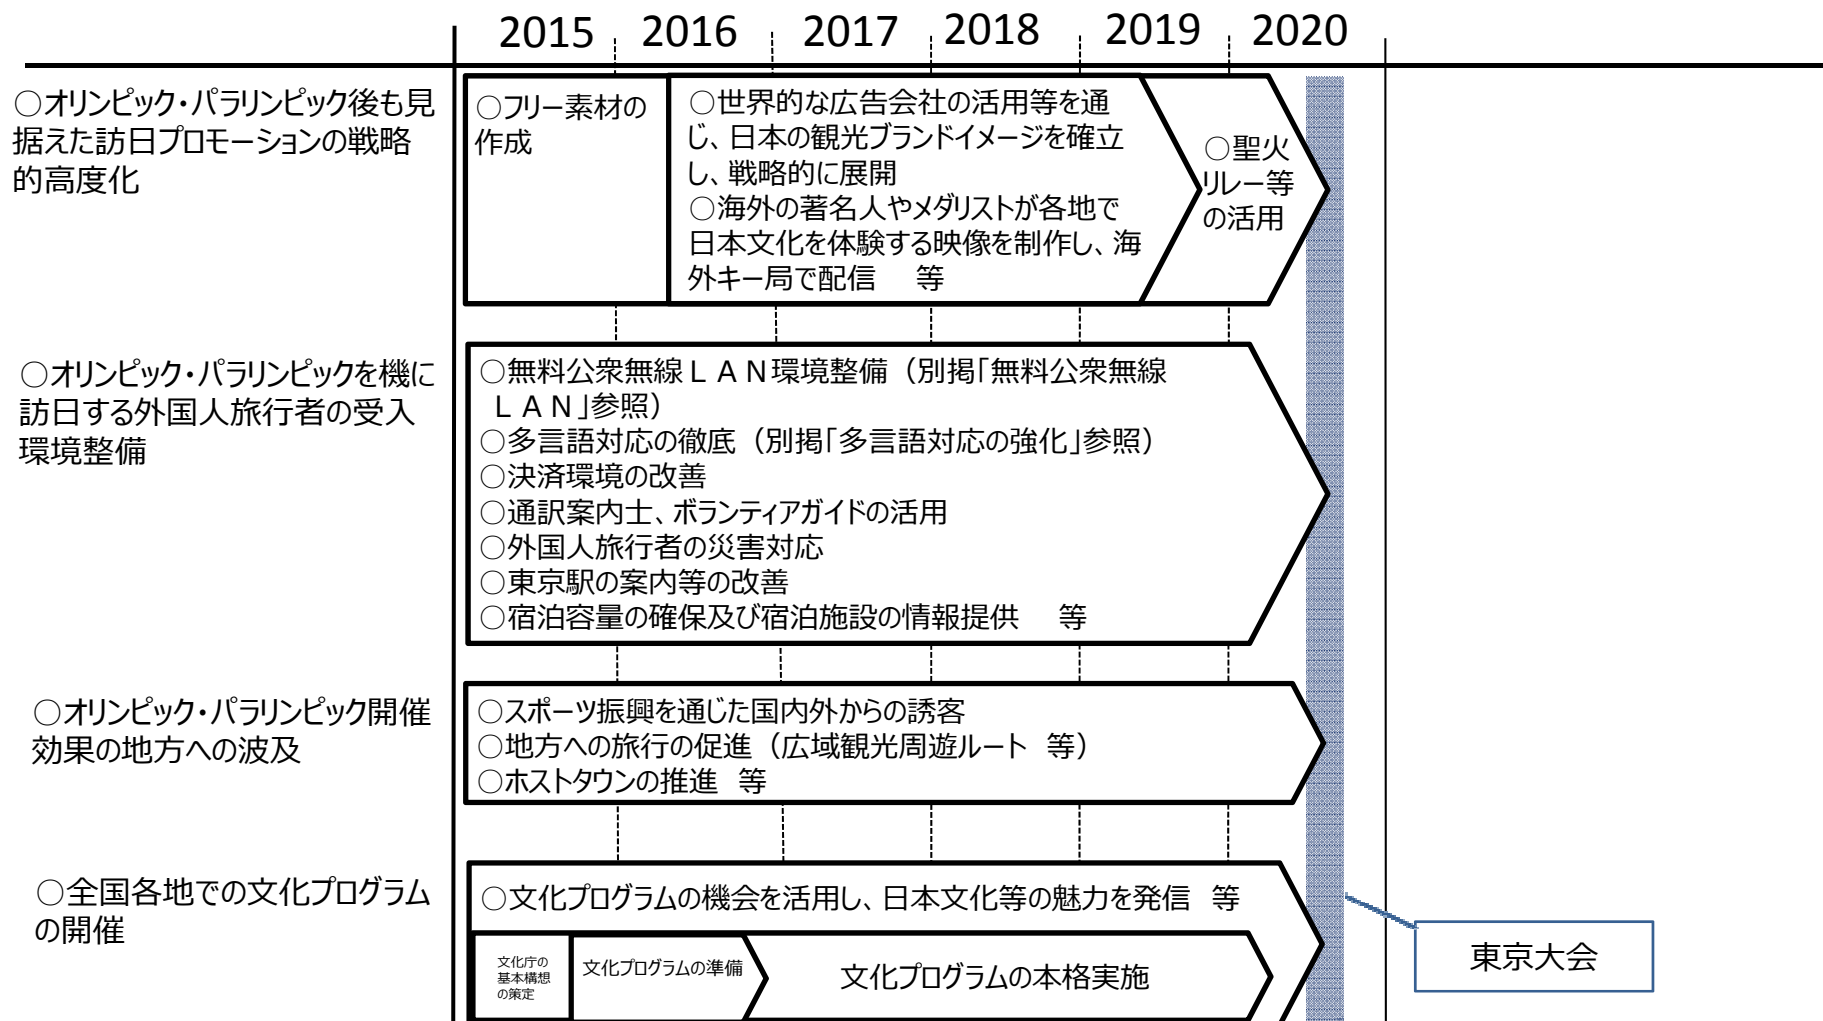 2015 2016 2017 2018 2019 2020
○オリンピック・パラリンピック後も見
据えた訪日プロモーションの戦略
的高度化
○フリー素材の
作成
○世界的な広告会社の活用等を通
じ、日本の観光ブランドイメージを確立
し、戦略的に展開
○海外の著名人やメダリストが各地で
日本文化を体験する映像を制作し、海
外キー局で配信　等
○聖火
リレー等
の活用
○オリンピック・パラリンピックを機に
訪日する外国人旅行者の受入
環境整備
○無料公衆無線ＬＡＮ環境整備（別掲「無料公衆無線
ＬＡＮ」参照）
○多言語対応の徹底（別掲「多言語対応の強化」参照）
○決済環境の改善
○通訳案内士、ボランティアガイドの活用
○外国人旅行者の災害対応
○東京駅の案内等の改善
○宿泊容量の確保及び宿泊施設の情報提供　等
○オリンピック・パラリンピック開催
効果の地方への波及
○スポーツ振興を通じた国内外からの誘客
○地方への旅行の促進（広域観光周遊ルート　等）
○ホストタウンの推進　等
○全国各地での文化プログラム
の開催
○文化プログラムの機会を活用し、日本文化等の魅力を発信　等
文化庁の
基本構想
の策定
文化プログラムの準備
文化プログラムの本格実施
東京大会